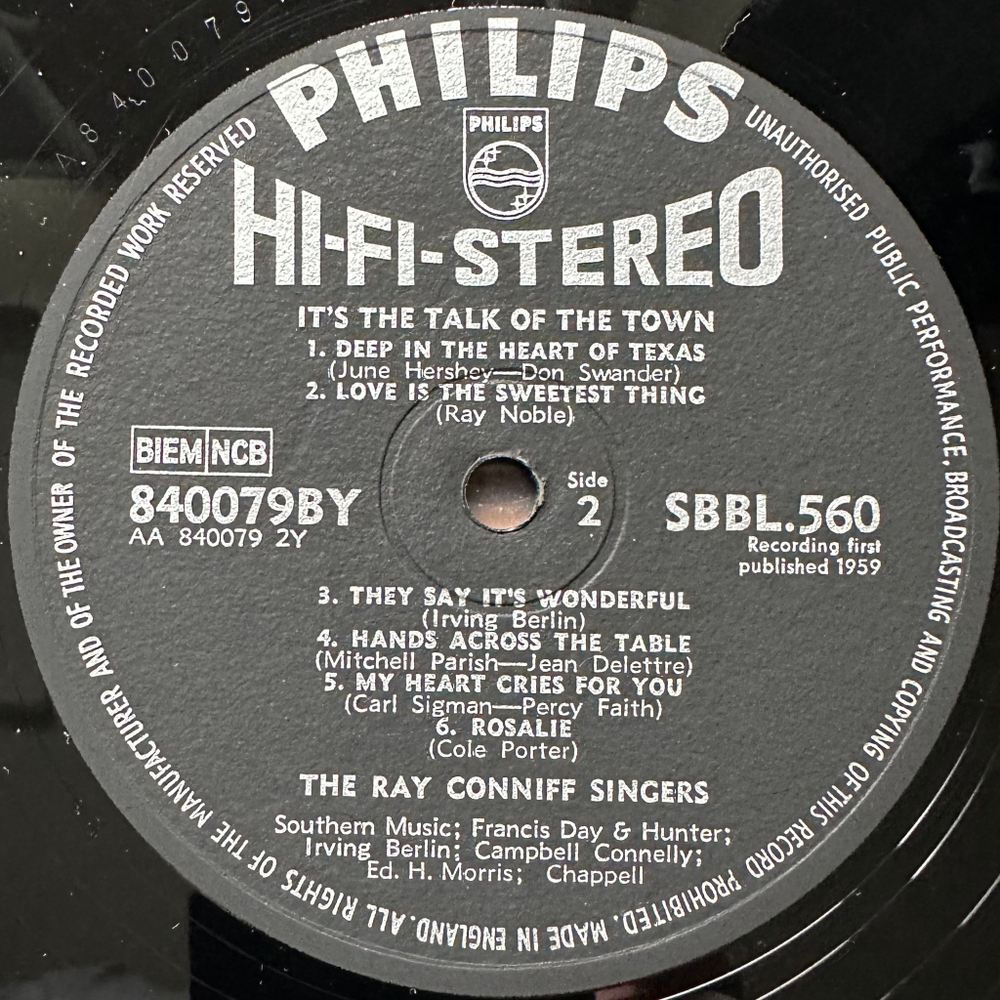 A 8 4 0 0 7 9
PHILIPS
PHILIPS
HI-FI-STEREO
IT'S THE TALK OF THE TOWN
1. DEEP IN THE HEART OF TEXAS
(June Hershey—Don Swander)
2. LOVE IS THE SWEETEST THING
(Ray Noble)
BIEM NCB
840079BY
AA 840079 2Y
Side
2
SBBL.560
Recording first
published 1959
3. THEY SAY IT'S WONDERFUL
(Irving Berlin)
4. HANDS ACROSS THE TABLE
(Mitchell Parish—Jean Delettre)
5. MY HEART CRIES FOR YOU
(Carl Sigman—Percy Faith)
6. ROSALIE
(Cole Porter)
THE RAY CONNIFF SINGERS
Southern Music; Francis Day & Hunter;
Irving Berlin; Campbell Connelly;
Ed. H. Morris; Chappell
ALL RIGHTS OF THE MANUFACTURER AND OF THE OWNER OF THE RECORDED WORK RESERVED
UNAUTHORISED PUBLIC PERFORMANCE, BROADCASTING AND COPYING OF THIS RECORD PROHIBITED. MADE IN ENGLAND.